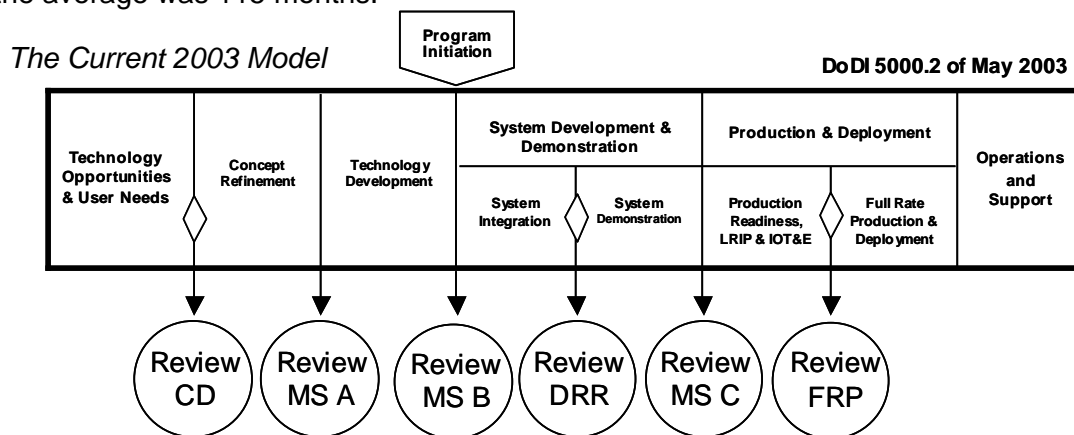 the average was 118 months.
The Current 2003 Model
Program
Initiation
DoDI 5000.2 of May 2003
Technology
Opportunities
& User Needs
Concept
Refinement
Technology
Development
System Development &
Demonstration
System
Integration
System
Demonstration
Production & Deployment
Production
Readiness,
LRIP & IOT&E
Full Rate
Production &
Deployment
Operations
and
Support
Review
CD
Review
MS A
Review
MS B
Review
DRR
Review
MS C
Review
FRP